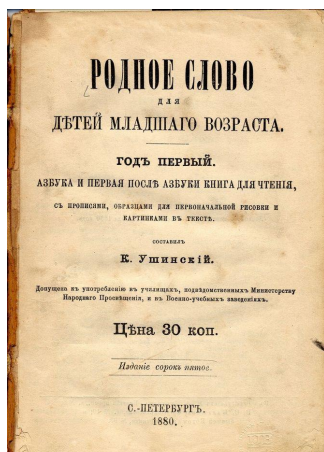 РОДНОЕ СЛОВО
ДЛЯ
ДѢТЕЙ МЛАДШАГО ВОЗРАСТА.
ГОДЪ ПЕРВЫЙ.
АЗБУКА И ПЕРВАЯ ПОСЛѢ АЗБУКИ КНИГА ДЛЯ ЧТЕНІЯ,
СЪ ПРОПИСЯМИ, ОБРАЗЦАМИ ДЛЯ ПЕРВОНАЧАЛЬНОЙ РИСОВКИ И
КАРТИНКАМИ ВЪ ТЕКСТѢ.
СОСТАВИЛЪ
К. Ушинскій.
Допущена къ употребленію въ училищахъ, подвѣдомственныхъ Министерству
Народнаго Просвѣщенія, и въ Военно-учебныхъ заведеніяхъ.
Цѣна 30 коп.
Изданіе сорокъ пятое.
С.-ПЕТЕРБУРГЪ.
1880.